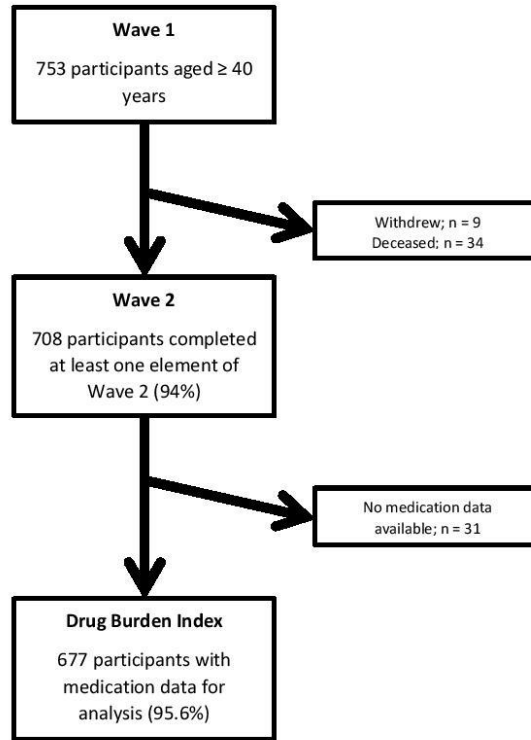 Wave 1
753 participants aged ≥ 40
years
Withdrew; n = 9
Deceased; n = 34
Wave 2
708 participants completed
at least one element of
Wave 2 (94%)
No medication data
available; n = 31
Drug Burden Index
677 participants with
medication data for
analysis (95.6%)